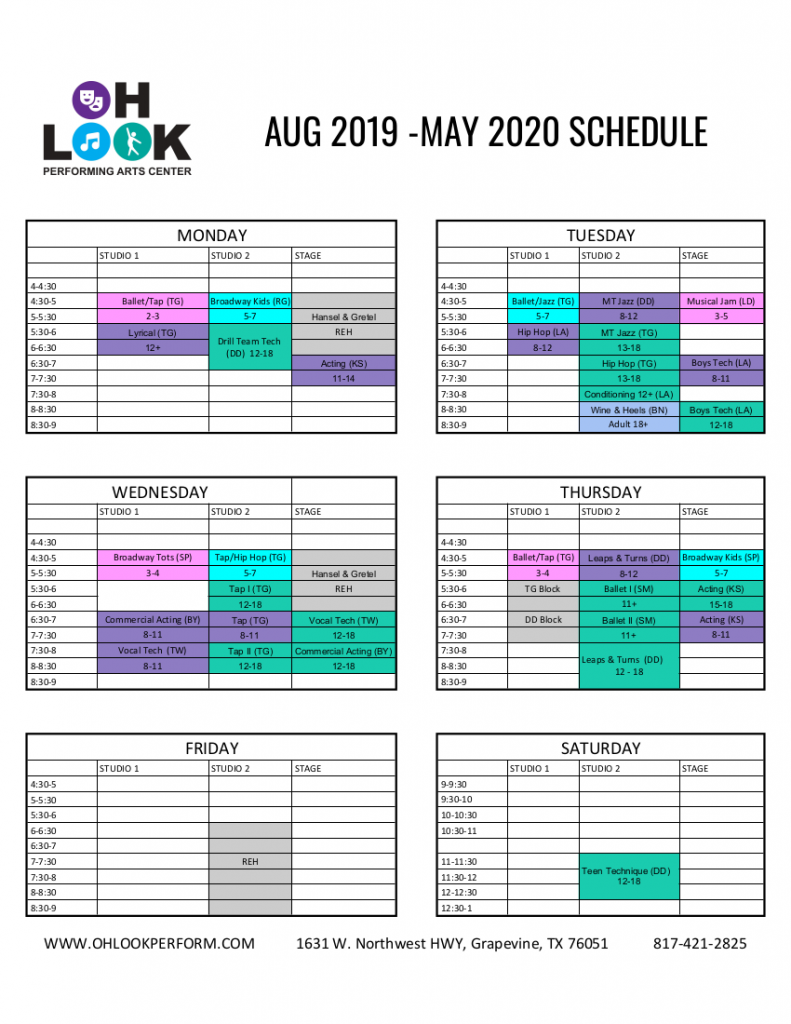 OH
LOOK
PERFORMING ARTS CENTER
AUG 2019 -MAY 2020 SCHEDULE
MONDAY
STUDIO 1 STUDIO 2 STAGE
4-4:30
4:30-5 Ballet/Tap (TG) Broadway Kids (RG)
5-5:30 2-3 5-7 Hansel & Gretel
5:30-6 Lyrical (TG) REH
Drill Team Tech
6-6:30 12+
(DD) 12-18
6:30-7 Acting (KS)
7-7:30 11-14
7:30-8
8-8:30
8:30-9
TUESDAY
STUDIO 1 STUDIO 2 STAGE
4-4:30
4:30-5 Ballet/Jazz (TG) MT Jazz (DD) Musical Jam (LD)
5-5:30 5-7 8-12 3-5
5:30-6 Hip Hop (LA) MT Jazz (TG)
6-6:30 8-12 13-18
6:30-7 Hip Hop (TG) Boys Tech (LA)
7-7:30 13-18 8-11
7:30-8 Conditioning 12+ (LA)
8-8:30 Wine & Heels (BN) Boys Tech (LA)
8:30-9 Adult 18+ 12-18
WEDNESDAY
STUDIO 1 STUDIO 2 STAGE
4-4:30
4:30-5 Broadway Tots (SP) Tap/Hip Hop (TG)
5-5:30 3-4 5-7 Hansel & Gretel
5:30-6 Tap I (TG) REH
6-6:30 12-18
6:30-7 Commercial Acting (BY) Tap (TG) Vocal Tech (TW)
7-7:30 8-11 8-11 12-18
7:30-8 Vocal Tech (TW) Tap II (TG) Commercial Acting (BY)
8-8:30 8-11 12-18 12-18
8:30-9
THURSDAY
STUDIO 1 STUDIO 2 STAGE
4-4:30
4:30-5 Ballet/Tap (TG) Leaps & Turns (DD) Broadway Kids (SP)
5-5:30 3-4 8-12 5-7
5:30-6 TG Block Ballet I (SM) Acting (KS)
6-6:30 11+ 15-18
6:30-7 DD Block Ballet II (SM) Acting (KS)
7-7:30 11+ 8-11
7:30-8
Leaps & Turns (DD)
8-8:30
12 - 18
8:30-9
FRIDAY
STUDIO 1 STUDIO 2 STAGE
4:30-5
5-5:30
5:30-6
6-6:30
6:30-7
7-7:30 REH
7:30-8
8-8:30
8:30-9
SATURDAY
STUDIO 1 STUDIO 2 STAGE
9-9:30
9:30-10
10-10:30
10:30-11
11-11:30
Teen Technique (DD)
11:30-12
12-18
12-12:30
12:30-1
WWW.OHLOOKPERFORM.COM 1631 W. Northwest HWY, Grapevine, TX 76051 817-421-2825